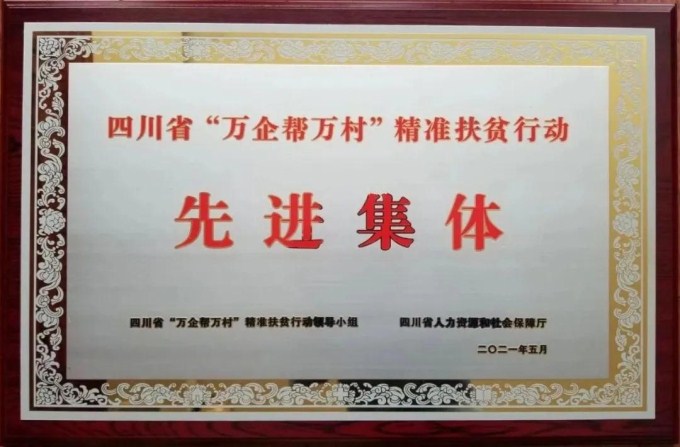 四川省“万企帮万村”精准扶贫行动
先进集体
四川省“万企帮万村”精准扶贫行动领导小组 四川省人力资源和社会保障厅
二〇二一年五月